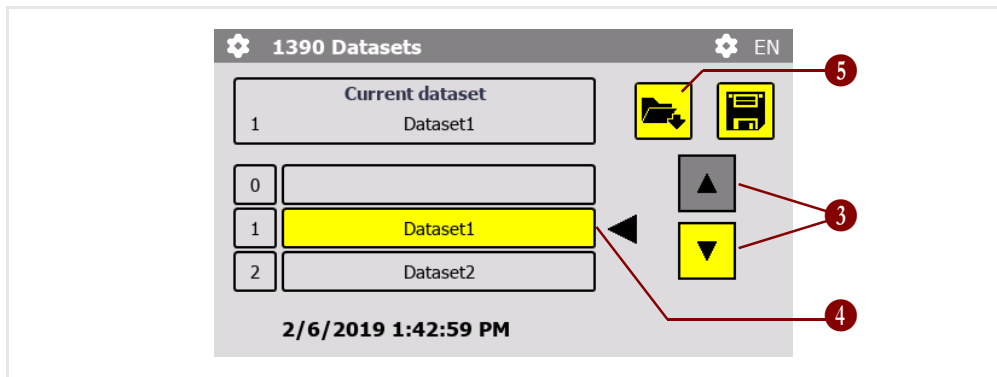 1390 Datasets EN
5
Current dataset
1 Dataset1
0
3
1 Dataset1
2 Dataset2
4
2/6/2019 1:42:59 PM